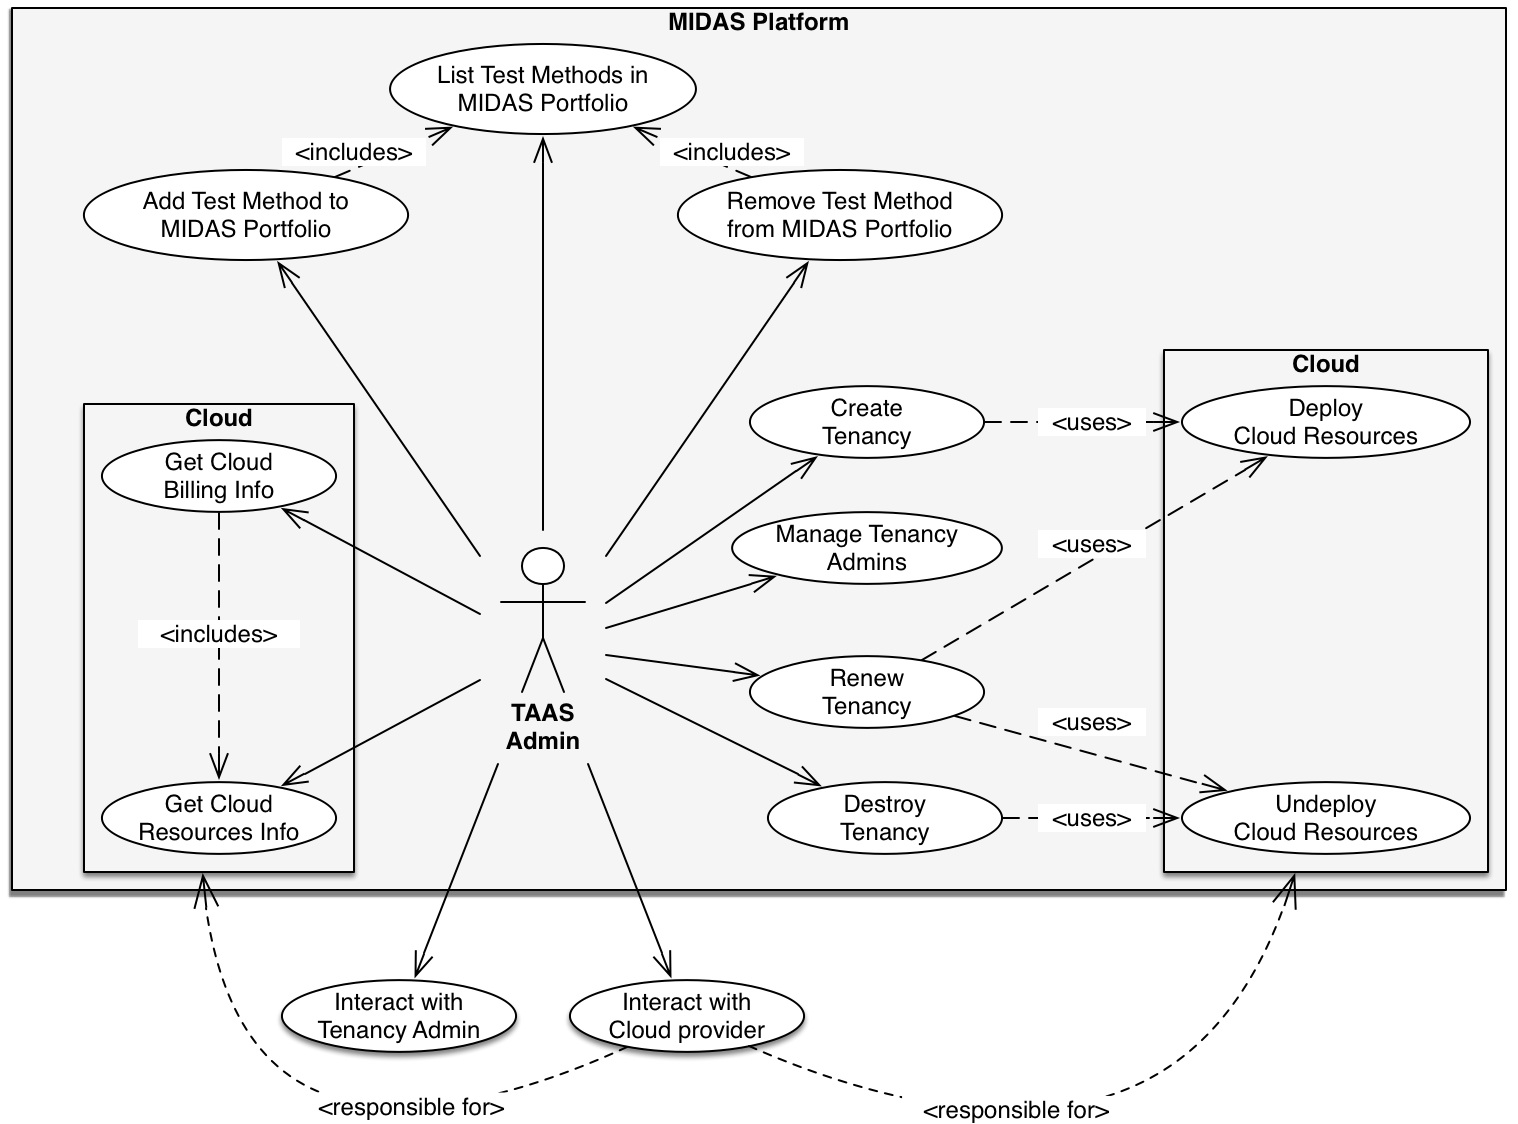 MIDAS Platform
List Test Methods in
MIDAS Portfolio
<includes>
<includes>
Add Test Method to
MIDAS Portfolio
Remove Test Method
from MIDAS Portfolio
Cloud
Get Cloud
Billing Info
<includes>
Get Cloud
Resources Info
TAAS
Admin
Create
Tenancy
Manage Tenancy
Admins
Renew
Tenancy
Destroy
Tenancy
<uses>
<uses>
<uses>
<uses>
Cloud
Deploy
Cloud Resources
Undeploy
Cloud Resources
Interact with
Tenancy Admin
Interact with
Cloud provider
<responsible for>
<responsible for>